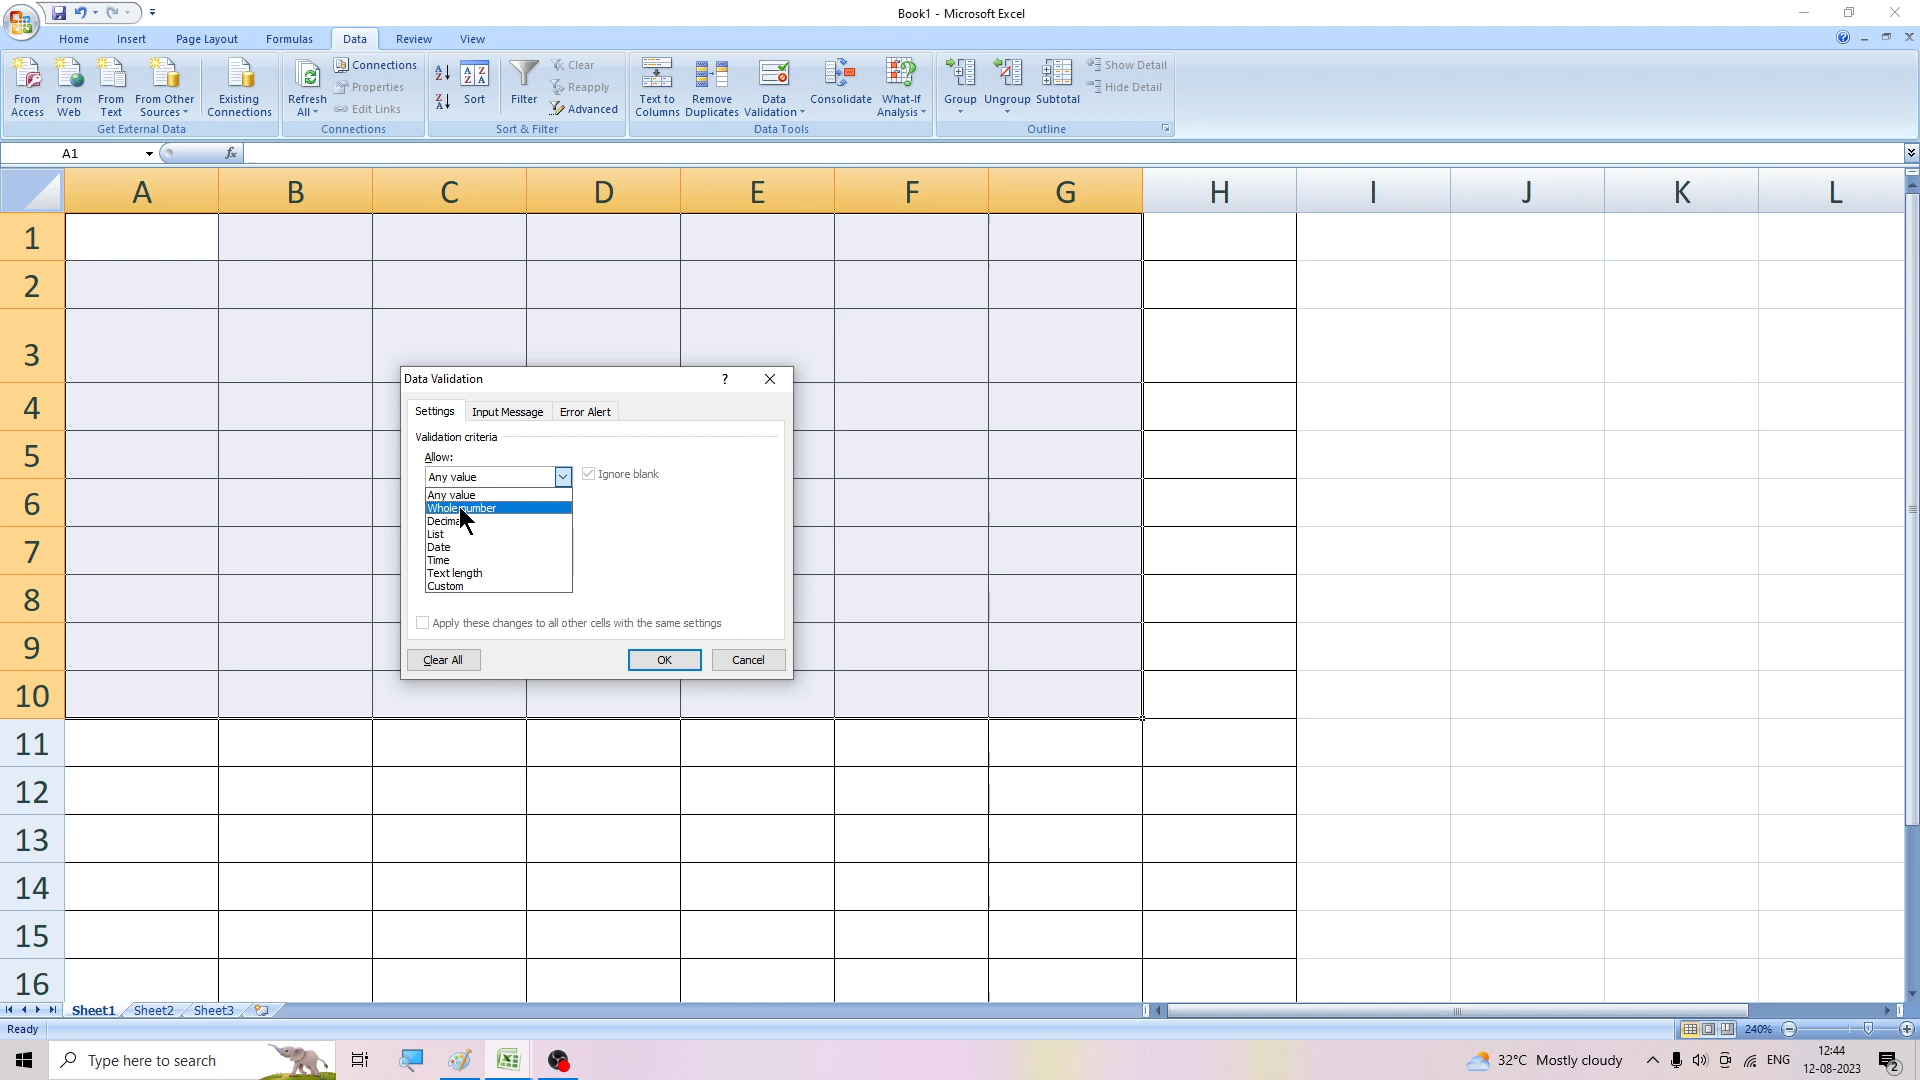 Book1 - Microsoft Excel
Home Insert Page Layout Formulas Data Review View
From Access
From Web
From Text
From Other Sources
Existing Connections
Get External Data
Refresh All
Connections
Properties
Edit Links
Connections
Sort
Filter
Clear
Reapply
Advanced
Sort & Filter
Text to Columns
Remove Duplicates
Data Validation
Consolidate
What-If Analysis
Data Tools
Group
Ungroup
Subtotal
Show Detail
Hide Detail
Outline
A1 fx
A B C D E F G H I J K L
1
2
3
4
5
6
7
8
9
10
11
12
13
14
15
16
Data Validation ?
Settings Input Message Error Alert
Validation criteria
Allow:
Any value Ignore blank
Any value
Whole number
Decimal
List
Date
Time
Text length
Custom
Apply these changes to all other cells with the same settings
Clear All OK Cancel
Sheet1 Sheet2 Sheet3
Ready 240%
Type here to search 32°C Mostly cloudy ENG 12:44
12-08-2023 2